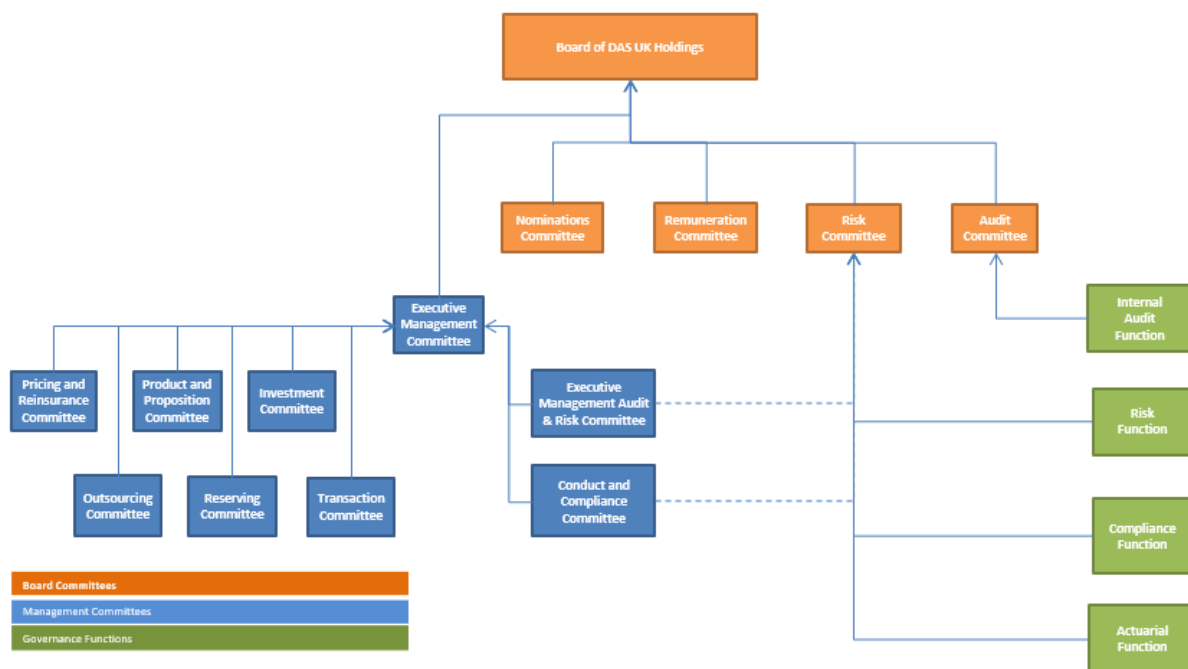 Board of DAS UK Holdings
Nominations
Committee
Remuneration
Committee
Risk
Committee
Audit
Committee
Executive
Management
Committee
Internal
Audit
Function
Pricing and
Reinsurance
Committee
Product and
Proposition
Committee
Investment
Committee
Executive
Management Audit
& Risk Committee
Risk
Function
Outsourcing
Committee
Reserving
Committee
Transaction
Committee
Conduct and
Compliance
Committee
Compliance
Function
Actuarial
Function
Board Committees
Management Committees
Governance Functions